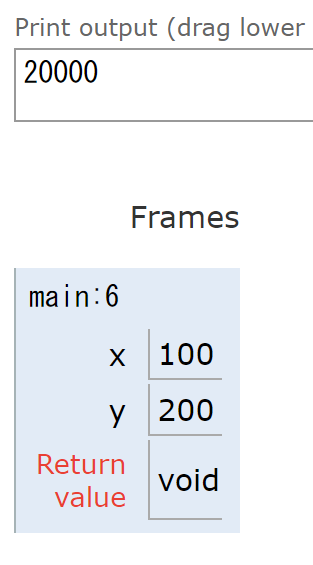 Print output (drag lower
20000
Frames
main:6
x 100
y 200
Return
value
void